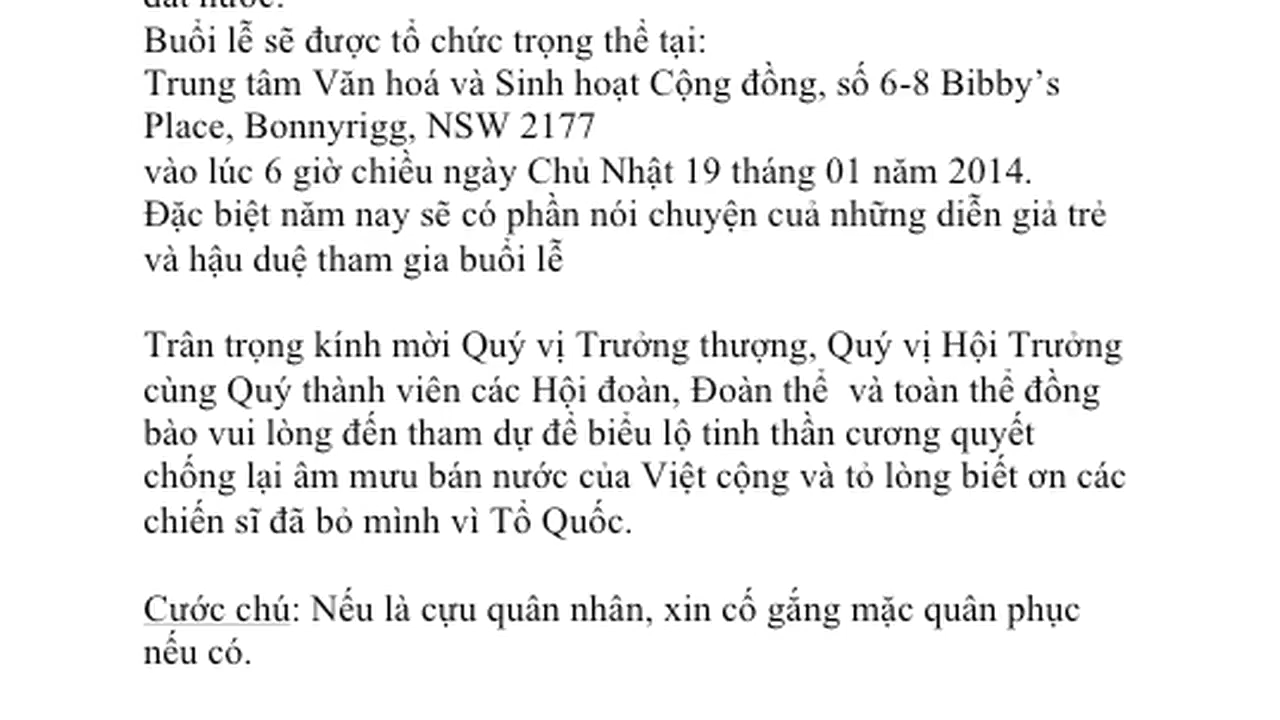 đất nước.
Buổi lễ sẽ được tổ chức trọng thể tại:
Trung tâm Văn hoá và Sinh hoạt Cộng đồng, số 6-8 Bibby’s
Place, Bonnyrigg, NSW 2177
vào lúc 6 giờ chiều ngày Chủ Nhật 19 tháng 01 năm 2014.
Đặc biệt năm nay sẽ có phần nói chuyện cuả những diễn giả trẻ
và hậu duệ tham gia buổi lễ
Trân trọng kính mời Quý vị Trưởng thượng, Quý vị Hội Trưởng
cùng Quý thành viên các Hội đoàn, Đoàn thể  và toàn thể đồng
bào vui lòng đến tham dự để biểu lộ tinh thần cương quyết
chống lại âm mưu bán nước của Việt cộng và tỏ lòng biết ơn các
chiến sĩ đã bỏ mình vì Tổ Quốc.
Cước chú: Nếu là cựu quân nhân, xin cố gắng mặc quân phục
nếu có.